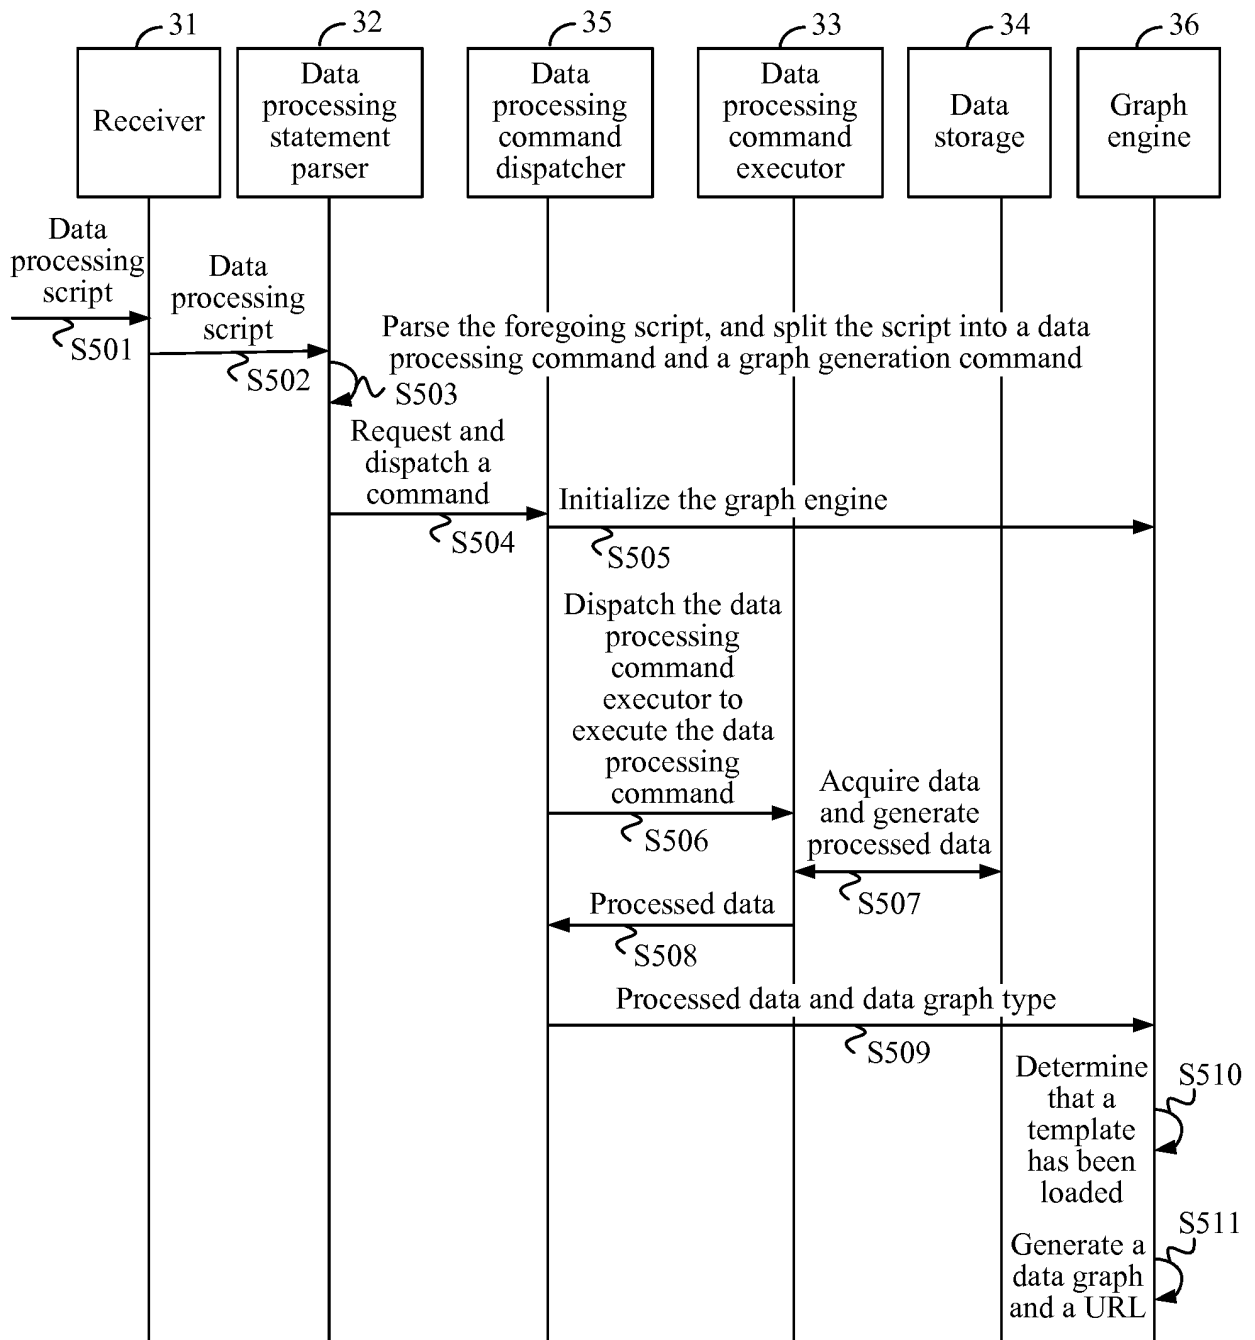 31
32
35
33
34
36
Receiver
Data
processing
statement
parser
Data
processing
command
dispatcher
Data
processing
command
executor
Data
storage
Graph
engine
Data
processing
script
S501
Data
processing
script
S502
Parse the foregoing script, and split the script into a data
processing command and a graph generation command
S503
Request and
dispatch a
command
S504
Initialize the graph engine
S505
Dispatch the data
processing
command
executor to
execute the data
processing
command
S506
Acquire data
and generate
processed data
S507
Processed data
S508
Processed data and data graph type
S509
Determine
that a
template
has been
loaded
S510
Generate a
data graph
and a URL
S511